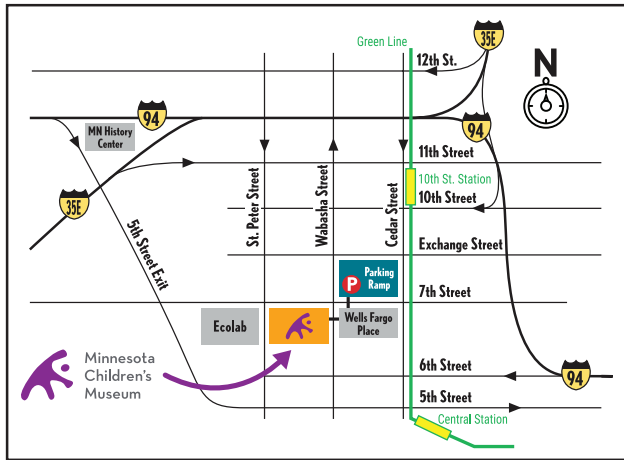 Green Line
35E
12th St.
N
94
MN History
Center
94
11th Street
10th St. Station
10th Street
35E
St. Peter Street
Wabasha Street
Cedar Street
5th Street Exit
Exchange Street
P
Parking
Ramp
7th Street
Ecolab
Wells Fargo
Place
Minnesota
Children's
Museum
6th Street
94
5th Street
Central Station